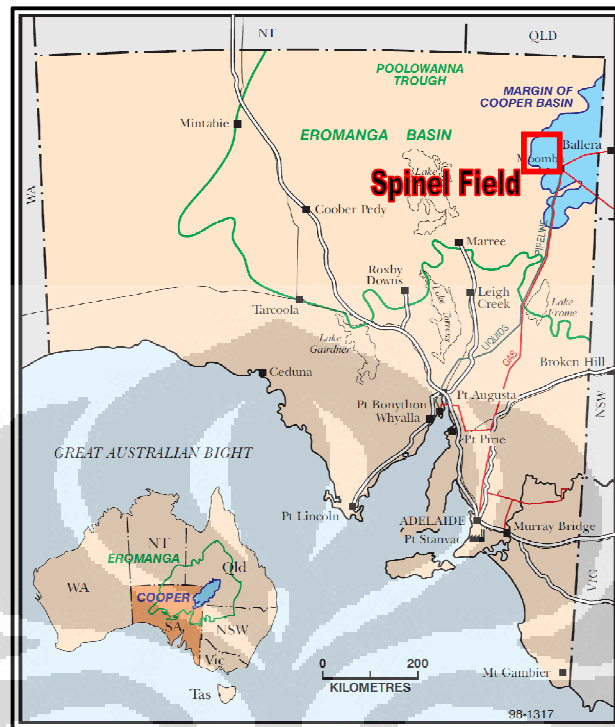 NT
QLD
POOLOWANNA
TROUGH
MARGIN OF
COOPER BASIN
Mintabie
EROMANGA BASIN
Ballera
Moomba
Spinel Field
Lake
WA
Coober Pedy
PIPELINE
Marree
Roxby
Downs
Leigh
Creek
Lake
Torrens
Lake
Frome
Tarcoola
Lake
Gairdner
LIQUIDS
GAS
Broken Hill
Ceduna
NSW
Pt Augusta
Pt Bonython
Whyalla
Pt Pirie
GREAT AUSTRALIAN BIGHT
Pt Lincoln
ADELAIDE
Murray Bridge
Pt Stanvac
NT
EROMANGA
Qld
WA
COOPER
SA
NSW
VIC
Vic
Tas
0 200
KILOMETRES
Mt Gambier
98-1317